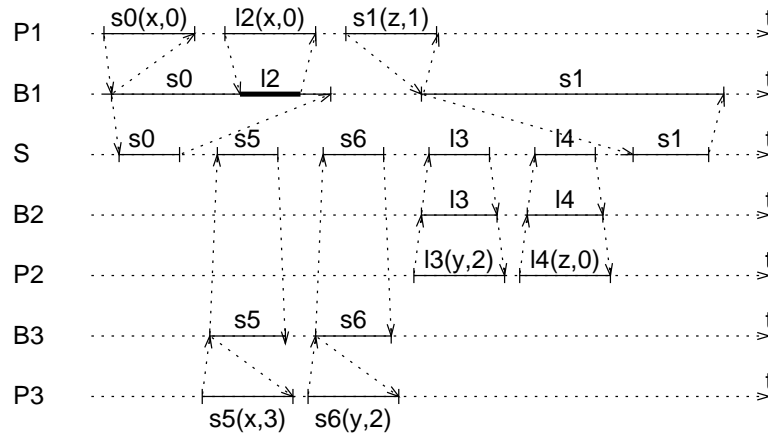 P1 s0(x,0) l2(x,0) s1(z,1) t
B1 s0 l2 s1 t
S s0 s5 s6 l3 l4 s1 t
B2 l3 l4 t
P2 l3(y,2) l4(z,0) t
B3 s5 s6 t
P3 s5(x,3) s6(y,2) t